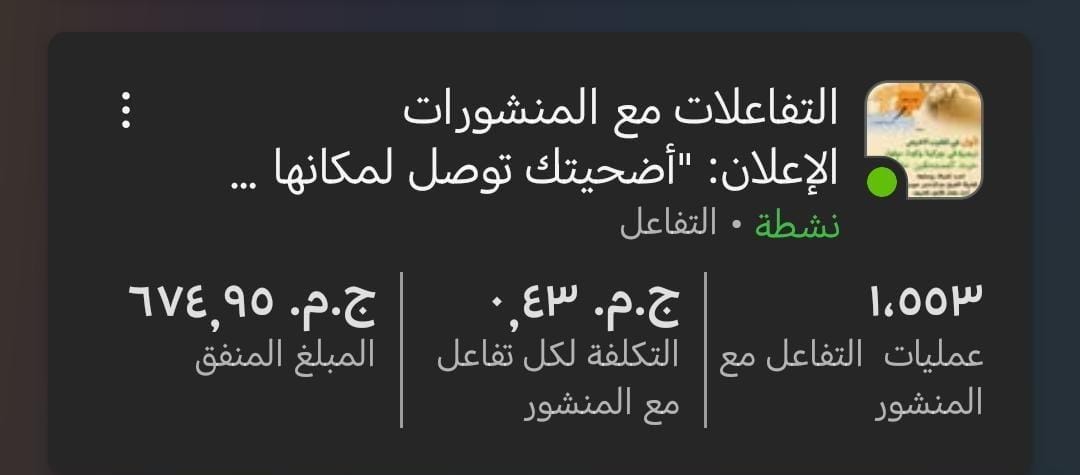 التفاعلات مع المنشورات
الإعلان: "أضحيتك توصل لمكانها ...
نشطة • التفاعل
١،٥٥٣
عمليات التفاعل مع
المنشور
ج.م. ٠,٤٣
التكلفة لكل تفاعل
مع المنشور
ج.م. ٦٧٤,٩٥
المبلغ المنفق